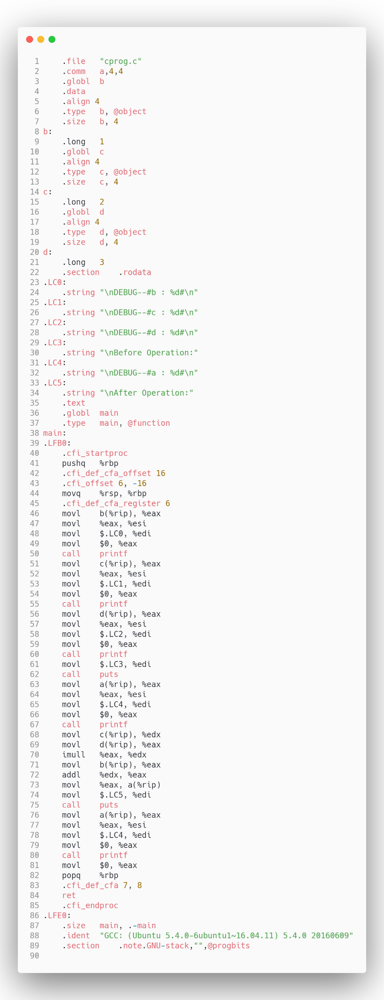 1     .file   "cprog.c"
2     .comm   a,4,4
3     .globl  b
4     .data
5     .align 4
6     .type   b, @object
7     .size   b, 4
8 b:
9     .long   1
10     .globl  c
11     .align 4
12     .type   c, @object
13     .size   c, 4
14 c:
15     .long   2
16     .globl  d
17     .align 4
18     .type   d, @object
19     .size   d, 4
20 d:
21     .long   3
22     .section    .rodata
23 .LC0:
24     .string "\nDEBUG--#b : %d#\n"
25 .LC1:
26     .string "\nDEBUG--#c : %d#\n"
27 .LC2:
28     .string "\nDEBUG--#d : %d#\n"
29 .LC3:
30     .string "\nBefore Operation:"
31 .LC4:
32     .string "\nDEBUG--#a : %d#\n"
33 .LC5:
34     .string "\nAfter Operation:"
35     .text
36     .globl  main
37     .type   main, @function
38 main:
39 .LFB0:
40     .cfi_startproc
41     pushq   %rbp
42     .cfi_def_cfa_offset 16
43     .cfi_offset 6, -16
44     movq    %rsp, %rbp
45     .cfi_def_cfa_register 6
46     movl    b(%rip), %eax
47     movl    %eax, %esi
48     movl    $.LC0, %edi
49     movl    $0, %eax
50     call    printf
51     movl    c(%rip), %eax
52     movl    %eax, %esi
53     movl    $.LC1, %edi
54     movl    $0, %eax
55     call    printf
56     movl    d(%rip), %eax
57     movl    %eax, %esi
58     movl    $.LC2, %edi
59     movl    $0, %eax
60     call    printf
61     movl    $.LC3, %edi
62     call    puts
63     movl    a(%rip), %eax
64     movl    %eax, %esi
65     movl    $.LC4, %edi
66     movl    $0, %eax
67     call    printf
68     movl    c(%rip), %edx
69     movl    d(%rip), %eax
70     imull   %eax, %edx
71     movl    b(%rip), %eax
72     addl    %edx, %eax
73     movl    %eax, a(%rip)
74     movl    $.LC5, %edi
75     call    puts
76     movl    a(%rip), %eax
77     movl    %eax, %esi
78     movl    $.LC4, %edi
79     movl    $0, %eax
80     call    printf
81     movl    $0, %eax
82     popq    %rbp
83     .cfi_def_cfa 7, 8
84     ret
85     .cfi_endproc
86 .LFE0:
87     .size   main, .-main
88     .ident  "GCC: (Ubuntu 5.4.0-6ubuntu1~16.04.11) 5.4.0 20160609"
89     .section    .note.GNU-stack,"",@progbits
90